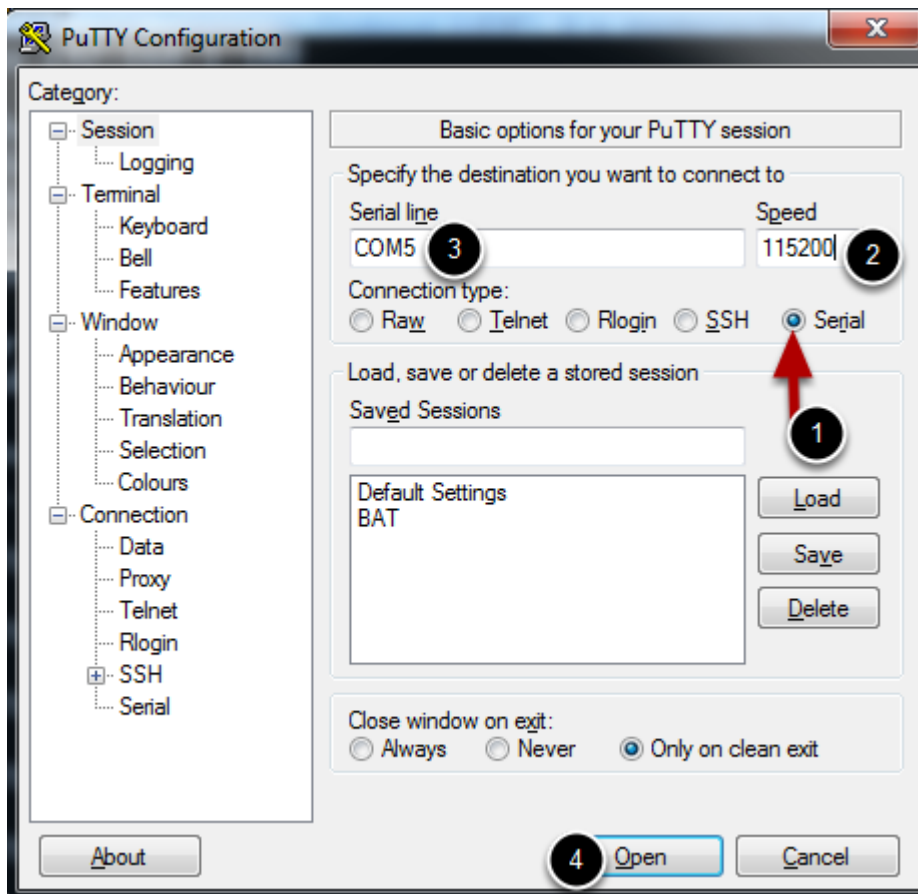 PuTTY Configuration
X
Category:
Session
Logging
Terminal
Keyboard
Bell
Features
Window
Appearance
Behaviour
Translation
Selection
Colours
Connection
Data
Proxy
Telnet
Rlogin
SSH
Serial
Basic options for your PuTTY session
Specify the destination you want to connect to
Serial line Speed
COM5 3 115200 2
Connection type:
Raw Telnet Rlogin SSH Serial
1
Load, save or delete a stored session
Saved Sessions
Default Settings
BAT
Load
Save
Delete
Close window on exit:
Always Never Only on clean exit
About 4 Open Cancel